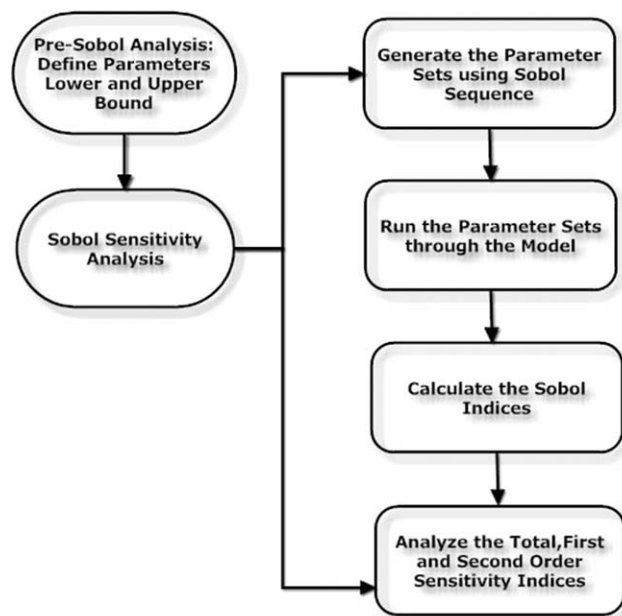 Pre-Sobol Analysis:
Define Parameters
Lower and Upper
Bound
Sobol Sensitivity
Analysis
Generate the Parameter
Sets using Sobol
Sequence
Run the Parameter Sets
through the Model
Calculate the Sobol
Indices
Analyze the Total,First
and Second Order
Sensitivity Indices